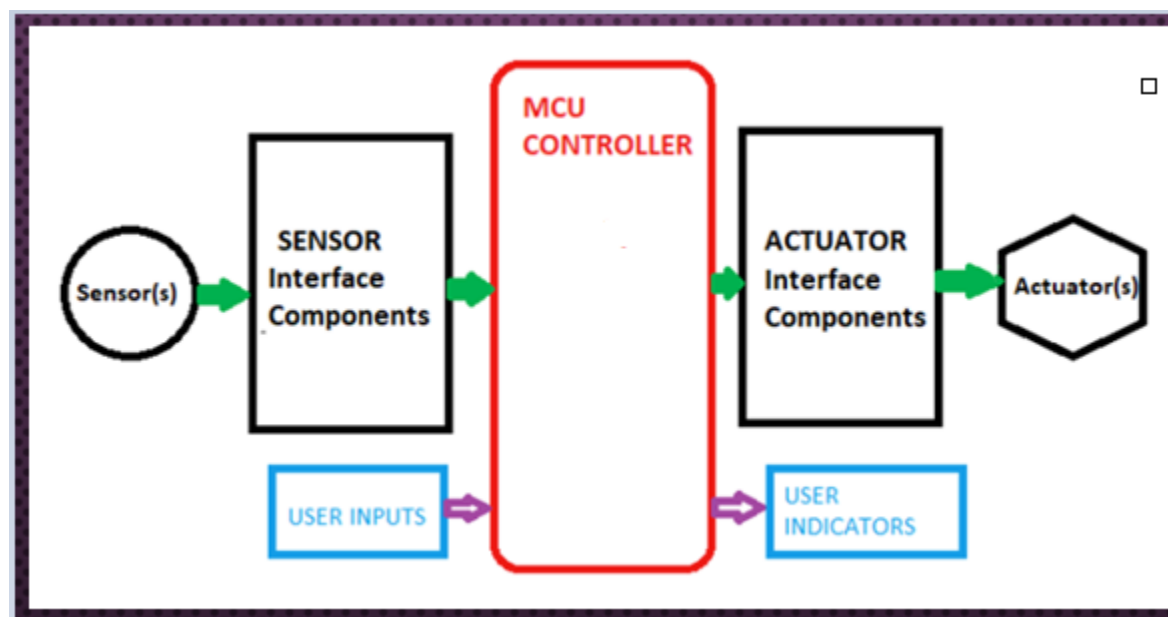 MCU
CONTROLLER
SENSOR
Interface
Components
ACTUATOR
Interface
Components
Sensor(s)
Actuator(s)
USER INPUTS
USER
INDICATORS